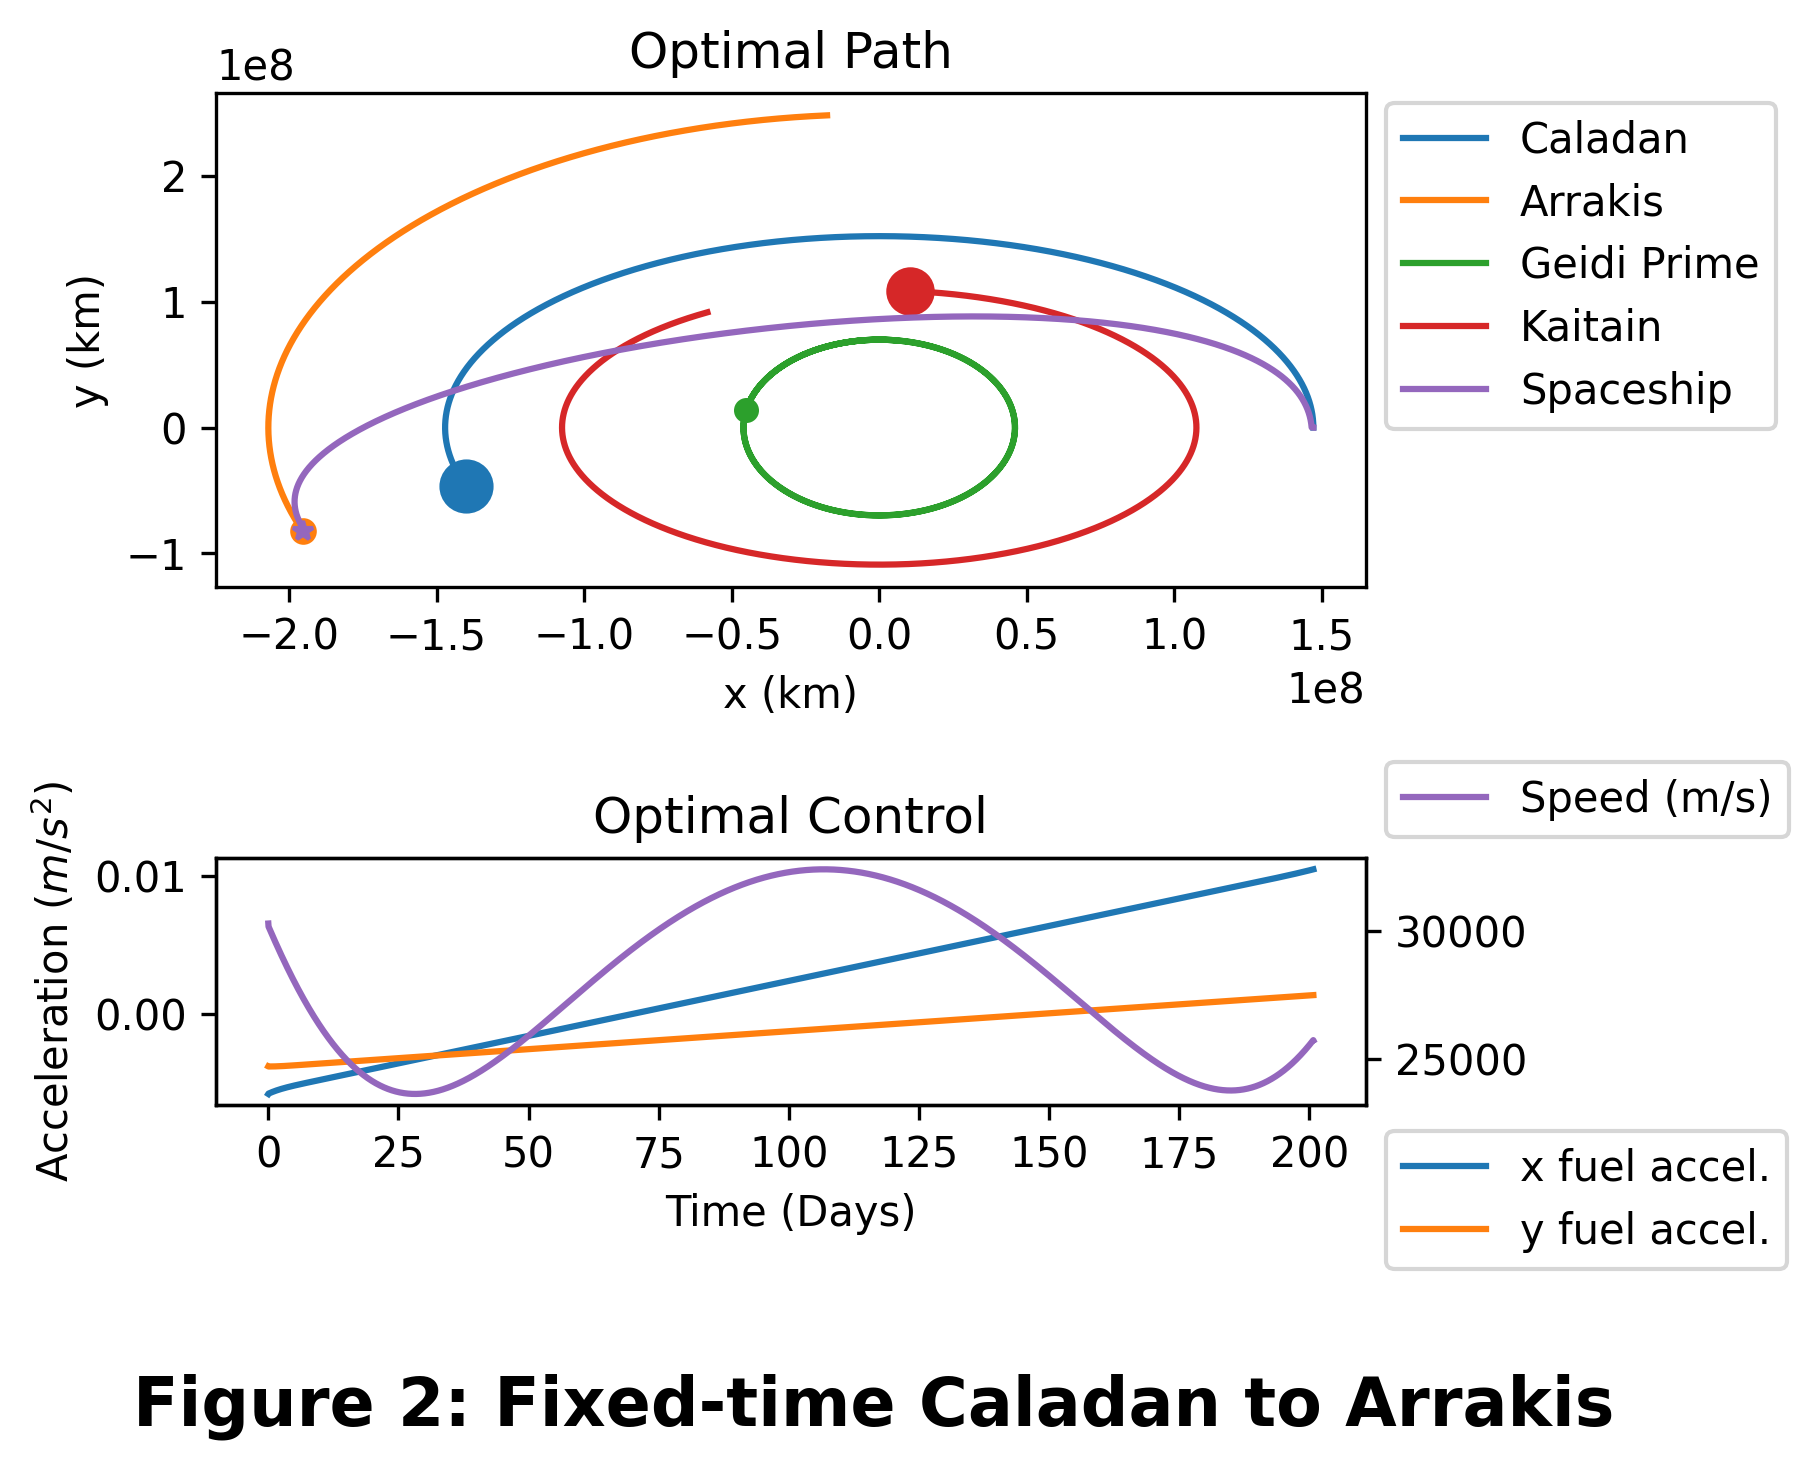 Optimal Path
1e8
2
1
0
−1
y (km)
−2.0 −1.5 −1.0 −0.5 0.0 0.5 1.0 1.5
x (km)
1e8
Caladan
Arrakis
Geidi Prime
Kaitain
Spaceship
Optimal Control
Speed (m/s)
Acceleration (m/s²)
0.01
0.00
30000
25000
0 25 50 75 100 125 150 175 200
Time (Days)
x fuel accel.
y fuel accel.
Figure 2: Fixed-time Caladan to Arrakis